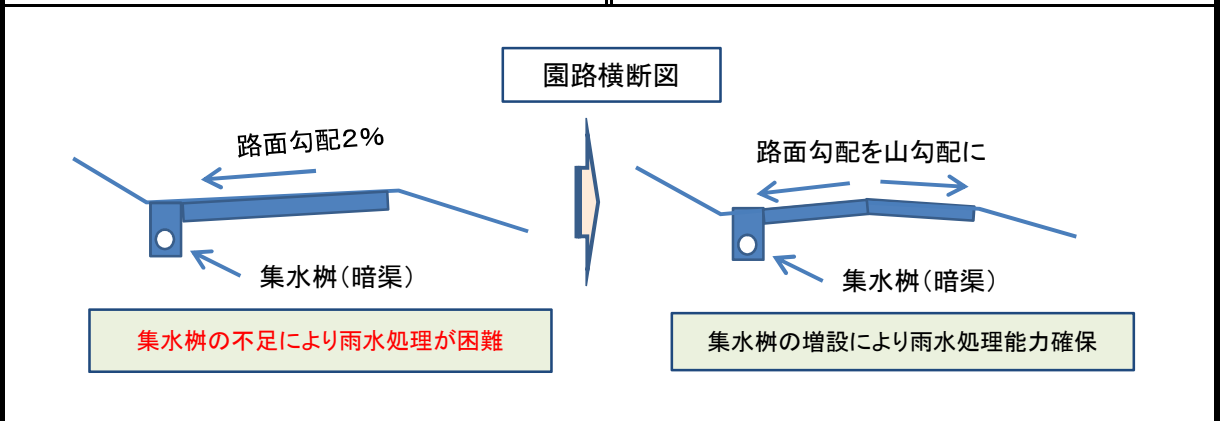 園路横断図
路面勾配2%
集水桝(暗渠)
集水桝の不足により雨水処理が困難
路面勾配を山勾配に
集水桝(暗渠)
集水桝の増設により雨水処理能力確保